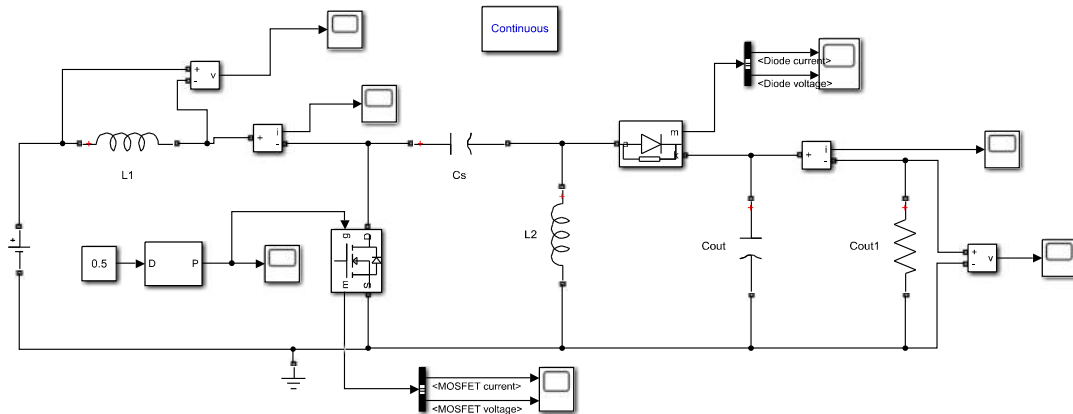 Continuous
<Diode current>
<Diode voltage>
+
-
v
i
+
-
m
a
k
+
i
-
L1
Cs
L2
Cout
Cout1
+
0.5
D
P
g
D
m
S
+
-
v
<MOSFET current>
<MOSFET voltage>